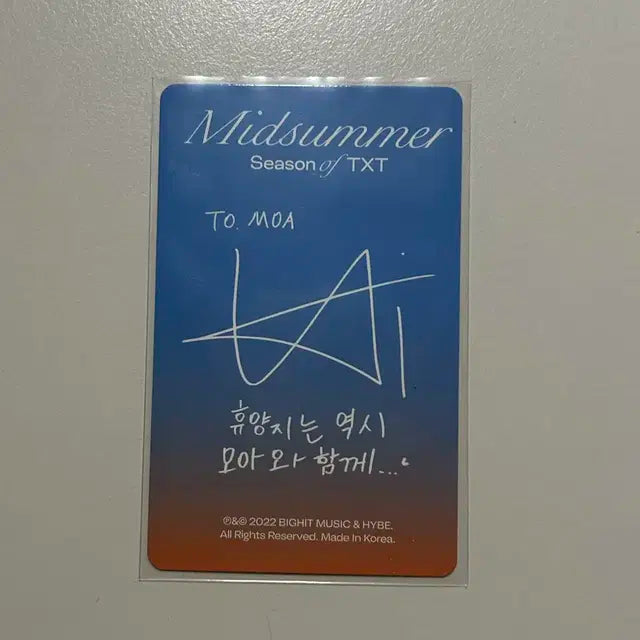 Midsummer
Season of TXT
TO. MOA
KAi
휴양지는 역시
모아와 함께...
℗&© 2022 BIGHIT MUSIC & HYBE.
All Rights Reserved. Made In Korea.